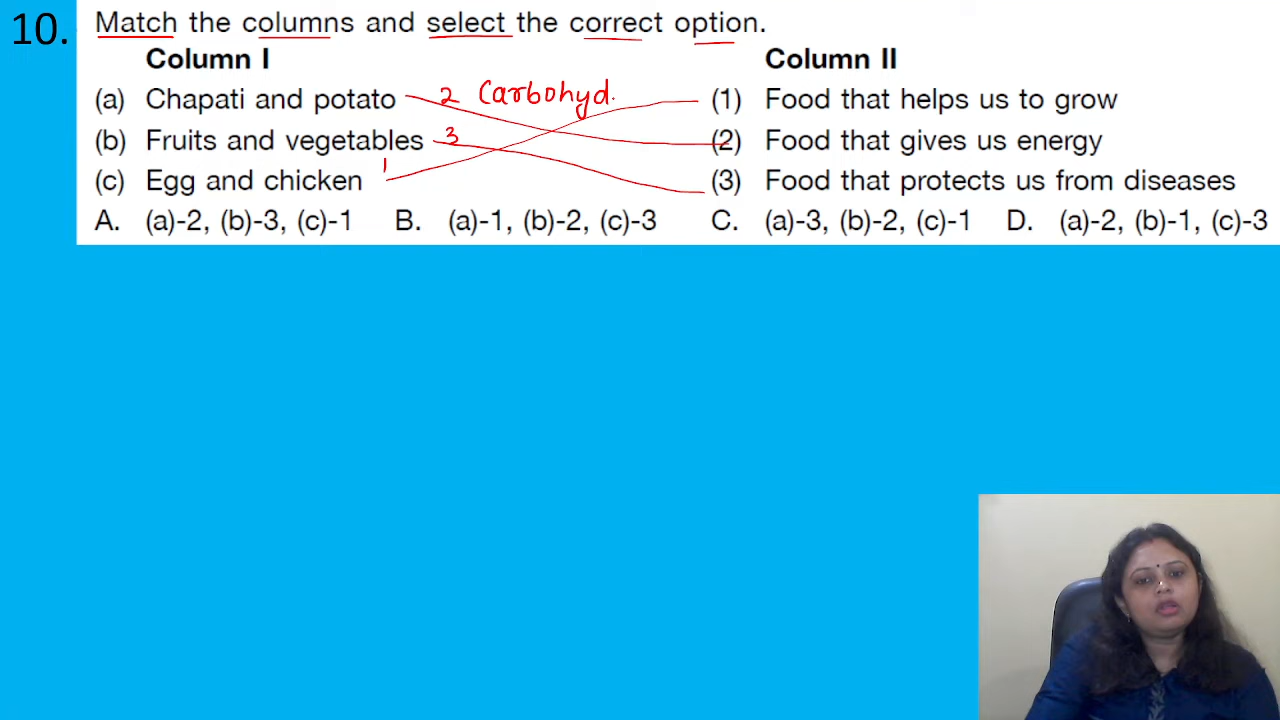 10. Match the columns and select the correct option.
Column I Column II
(a) Chapati and potato 2 Carbohyd. (1) Food that helps us to grow
(b) Fruits and vegetables 3 (2) Food that gives us energy
(c) Egg and chicken 1 (3) Food that protects us from diseases
A. (a)-2, (b)-3, (c)-1 B. (a)-1, (b)-2, (c)-3 C. (a)-3, (b)-2, (c)-1 D. (a)-2, (b)-1, (c)-3